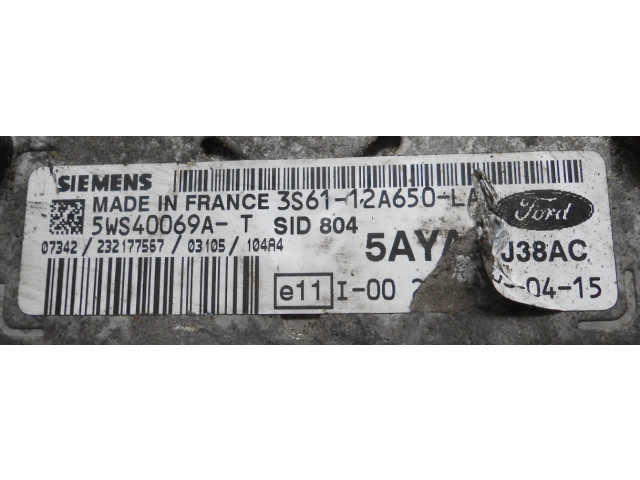 SIEMENS
MADE IN FRANCE 3S61-12A650-LA
Ford
5WS40069A- T SID 804
07342 / 232177567 / 03105 / 104A4
5AYA J38AC
e11 I-00 -04-15